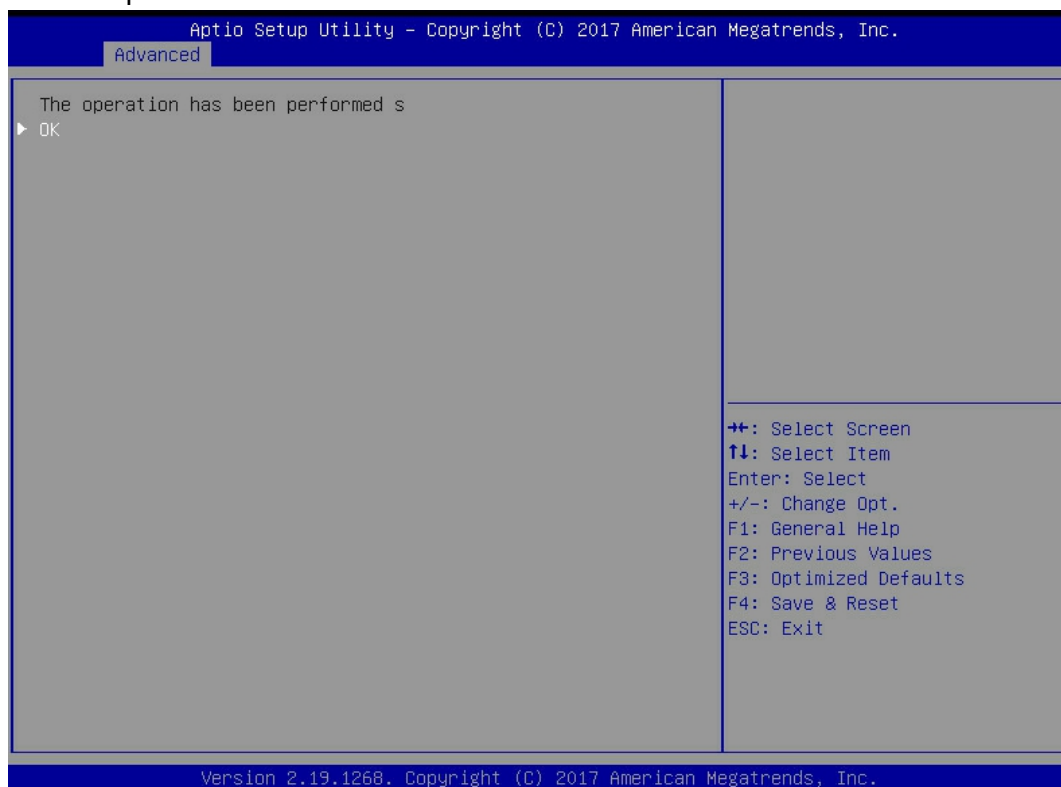 Aptio Setup Utility – Copyright (C) 2017 American Megatrends, Inc.
Advanced
The operation has been performed s
▶ OK
→←: Select Screen
↑↓: Select Item
Enter: Select
+/-: Change Opt.
F1: General Help
F2: Previous Values
F3: Optimized Defaults
F4: Save & Reset
ESC: Exit
Version 2.19.1268. Copyright (C) 2017 American Megatrends, Inc.